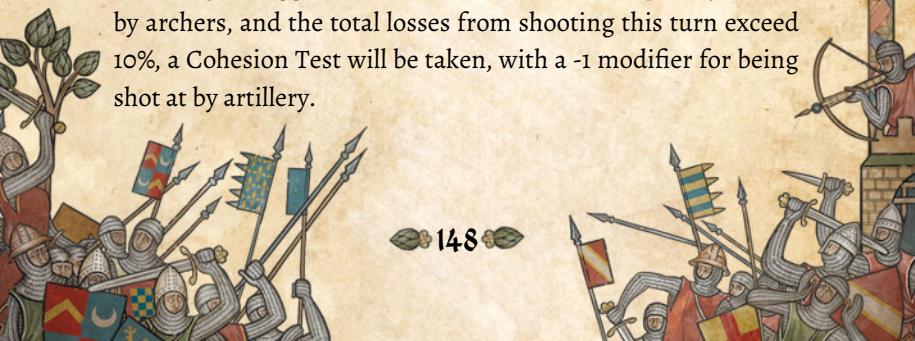 by archers, and the total losses from shooting this turn exceed
10%, a Cohesion Test will be taken, with a -1 modifier for being
shot at by artillery.
148